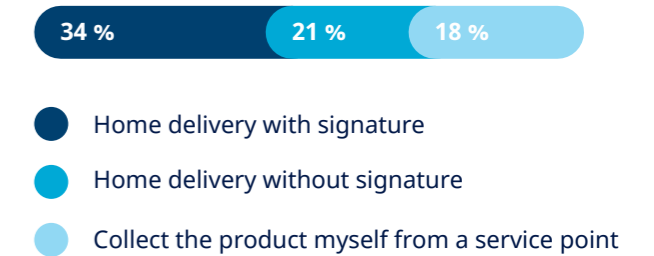 34 % 21 % 18 %
Home delivery with signature
Home delivery without signature
Collect the product myself from a service point